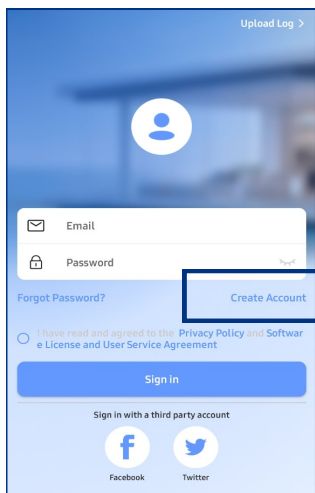 Upload Log >
Email
Password
Forgot Password?
Create Account
I have read and agreed to the Privacy Policy and Softwar
e License and User Service Agreement
Sign in
Sign in with a third party account
Facebook
Twitter